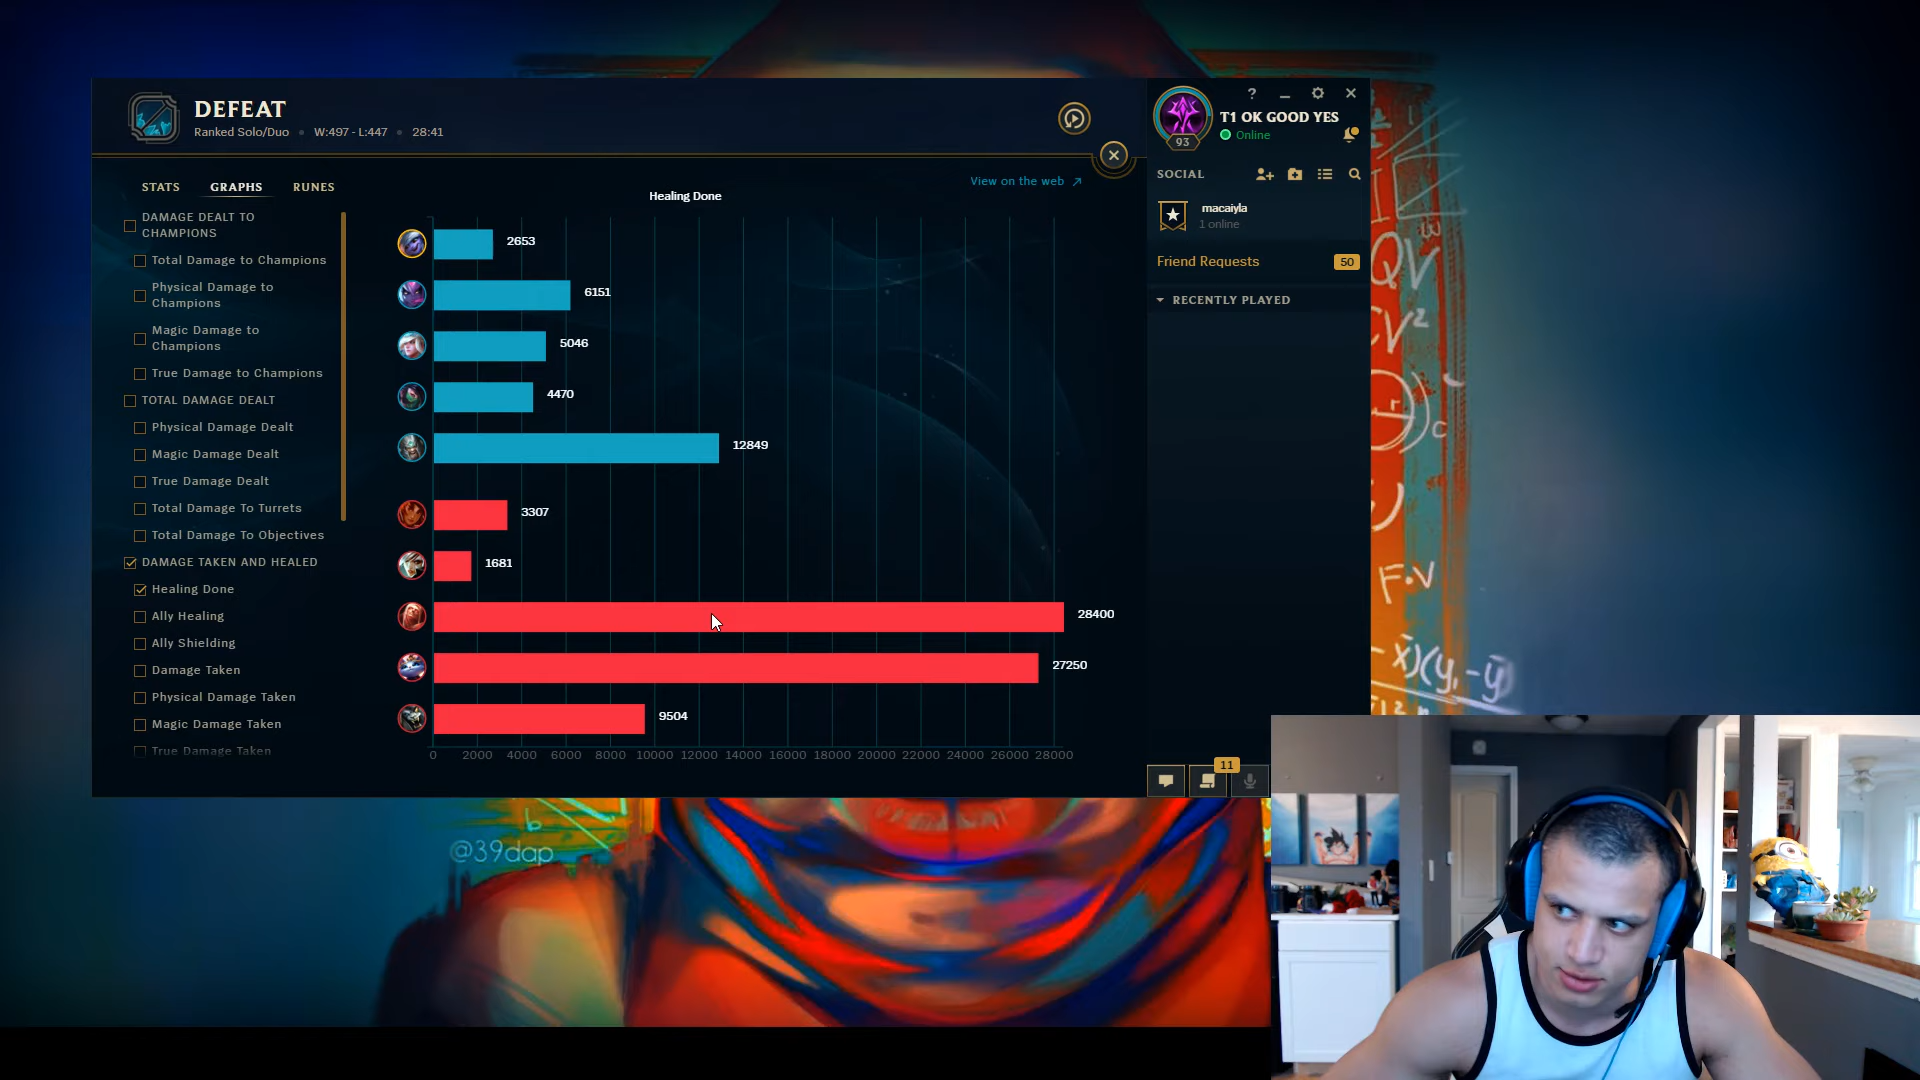 DEFEAT
Ranked Solo/Duo • W:497 - L:447 • 28:41
STATS GRAPHS RUNES
View on the web
Healing Done
DAMAGE DEALT TO
CHAMPIONS
Total Damage to Champions
Physical Damage to
Champions
Magic Damage to
Champions
True Damage to Champions
TOTAL DAMAGE DEALT
Physical Damage Dealt
Magic Damage Dealt
True Damage Dealt
Total Damage To Turrets
Total Damage To Objectives
DAMAGE TAKEN AND HEALED
Healing Done
Ally Healing
Ally Shielding
Damage Taken
Physical Damage Taken
Magic Damage Taken
True Damage Taken
2653
6151
5046
4470
12849
3307
1681
28400
27250
9504
0 2000 4000 6000 8000 10000 12000 14000 16000 18000 20000 22000 24000 26000 28000
?
T1 OK GOOD YES
93
Online
SOCIAL
macaiyla
1 online
Friend Requests 50
RECENTLY PLAYED
11
@39dap
F•V